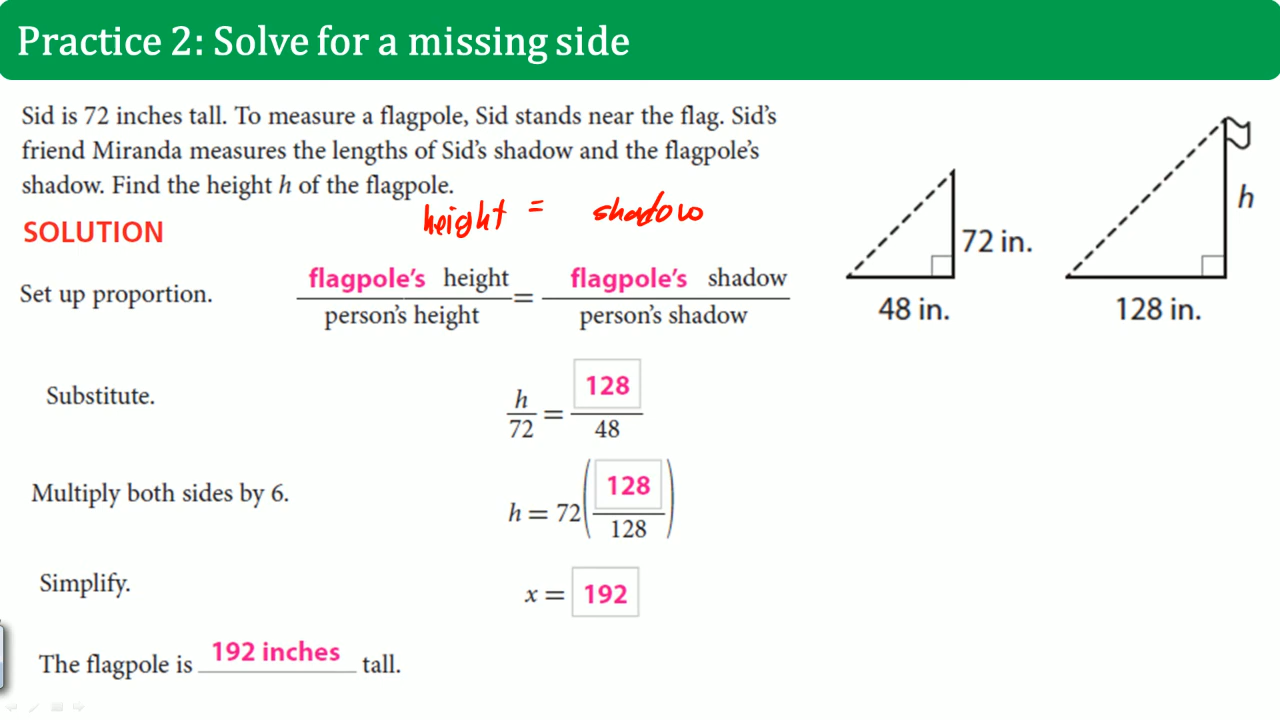 Practice 2: Solve for a missing side
Sid is 72 inches tall. To measure a flagpole, Sid stands near the flag. Sid's
friend Miranda measures the lengths of Sid's shadow and the flagpole's
shadow. Find the height h of the flagpole.
height = shadow
SOLUTION
Set up proportion.
flagpole's height / person's height = flagpole's shadow / person's shadow
Substitute.
h / 72 = 128 / 48
Multiply both sides by 6.
h = 72 ( 128 / 128 )
Simplify.
x = 192
The flagpole is 192 inches tall.
72 in.
48 in.
h
128 in.